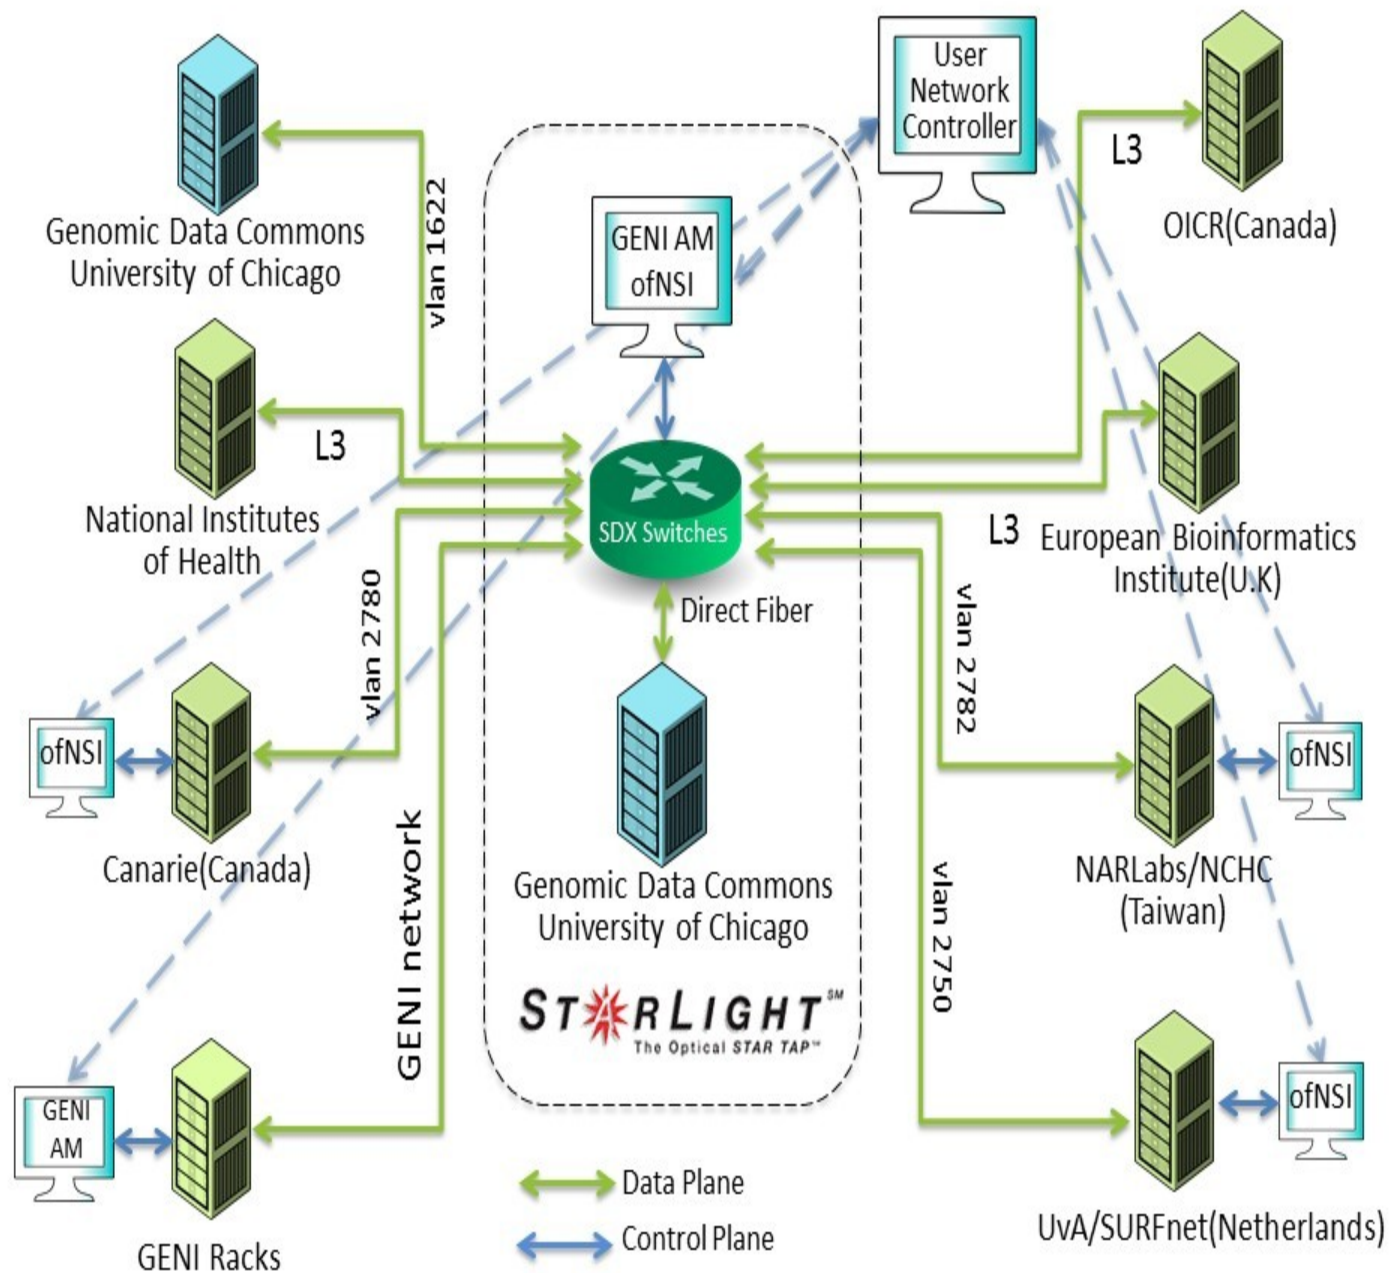 User
Network
Controller
OICR(Canada)
L3
Genomic Data Commons
University of Chicago
vlan 1622
GENI AM
ofNSI
National Institutes
of Health
L3
SDX Switches
L3
European Bioinformatics
Institute(U.K)
Direct Fiber
vlan 2780
vlan 2782
ofNSI
Canarie(Canada)
ofNSI
NARLabs/NCHC
(Taiwan)
Genomic Data Commons
University of Chicago
GENI network
vlan 2750
STARLIGHT℠
The Optical STAR TAP™
GENI
AM
GENI Racks
ofNSI
UvA/SURFnet(Netherlands)
Data Plane
Control Plane